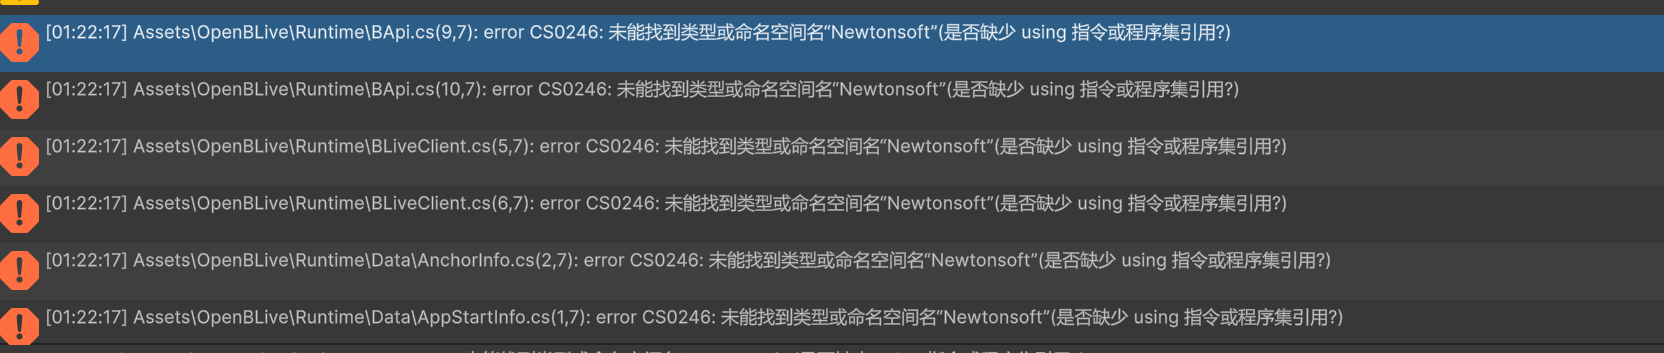 [01:22:17] Assets\OpenBLive\Runtime\BApi.cs(9,7): error CS0246: 未能找到类型或命名空间名“Newtonsoft”(是否缺少 using 指令或程序集引用?)
[01:22:17] Assets\OpenBLive\Runtime\BApi.cs(10,7): error CS0246: 未能找到类型或命名空间名“Newtonsoft”(是否缺少 using 指令或程序集引用?)
[01:22:17] Assets\OpenBLive\Runtime\BLiveClient.cs(5,7): error CS0246: 未能找到类型或命名空间名“Newtonsoft”(是否缺少 using 指令或程序集引用?)
[01:22:17] Assets\OpenBLive\Runtime\BLiveClient.cs(6,7): error CS0246: 未能找到类型或命名空间名“Newtonsoft”(是否缺少 using 指令或程序集引用?)
[01:22:17] Assets\OpenBLive\Runtime\Data\AnchorInfo.cs(2,7): error CS0246: 未能找到类型或命名空间名“Newtonsoft”(是否缺少 using 指令或程序集引用?)
[01:22:17] Assets\OpenBLive\Runtime\Data\AppStartInfo.cs(1,7): error CS0246: 未能找到类型或命名空间名“Newtonsoft”(是否缺少 using 指令或程序集引用?)